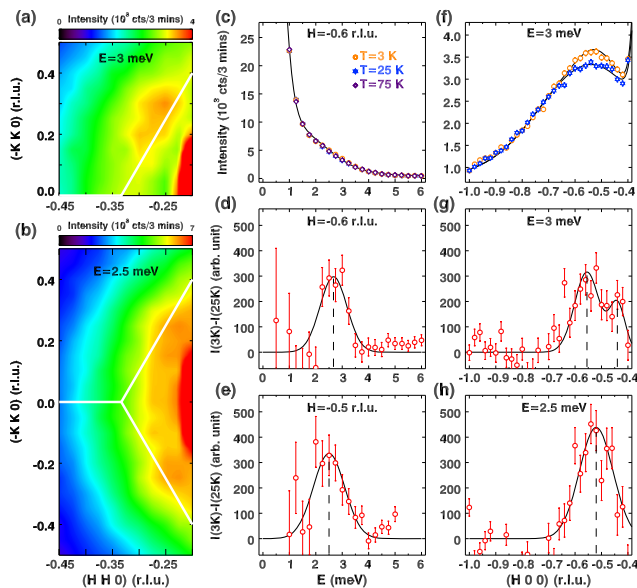 (a) Intensity (10³ cts/3 mins)
0 4
E=3 meV
(-K K 0) (r.l.u.)
0.4
0.2
0.0
-0.45 -0.35 -0.25
(b) Intensity (10³ cts/3 mins)
0 7
E=2.5 meV
(-K K 0) (r.l.u.)
0.4
0.2
0.0
-0.2
-0.4
-0.45 -0.35 -0.25
(H H 0) (r.l.u.)
(c) H=-0.6 r.l.u.
T=3 K
T=25 K
T=75 K
Intensity (10³ cts/3 mins)
30
25
20
15
10
5
0
0 1 2 3 4 5 6
(d) H=-0.6 r.l.u.
I(3K)-I(25K) (arb. unit)
400
300
200
100
0
0 1 2 3 4 5 6
(e) H=-0.5 r.l.u.
I(3K)-I(25K) (arb. unit)
500
400
300
200
100
0
0 1 2 3 4 5 6
E (meV)
(f) E=3 meV
4.0
3.5
3.0
2.5
2.0
1.5
1.0
-1.0 -0.9 -0.8 -0.7 -0.6 -0.5 -0.4
(g) E=3 meV
400
300
200
100
0
-1.0 -0.9 -0.8 -0.7 -0.6 -0.5 -0.4
(h) E=2.5 meV
500
400
300
200
100
0
-1.0 -0.9 -0.8 -0.7 -0.6 -0.5 -0.4
(H 0 0) (r.l.u.)